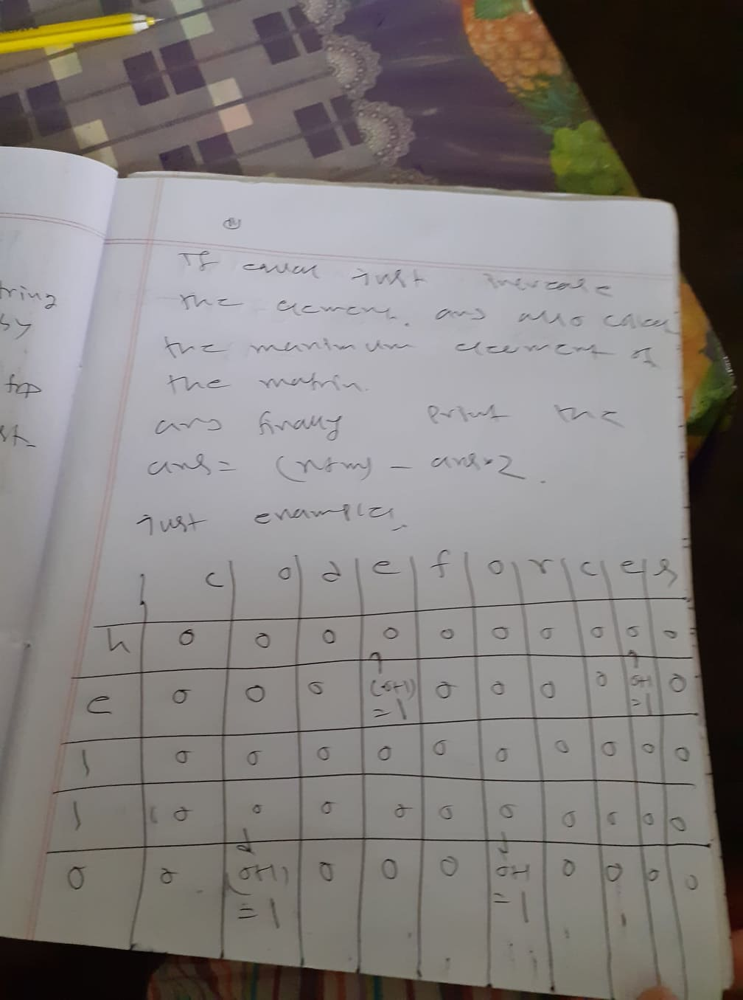 tring
by
top
st
If equal just increase
the element. ans also calcul
the maximum element of
the matrix.
ans finally print the
ans = (n+m) - ans*2.
just example,
c | o | d | e | f | o | r | c | e | s
h 0 0 0 0 0 0 0 0 0 0
e 0 0 0 (0+1) =1 0 0 0 0 0+1 =1 0
l 0 0 0 0 0 0 0 0 0 0
l 0 0 0 0 0 0 0 0 0 0
o 0 (0+1) =1 0 0 0 0+1 =1 0 0 0 0